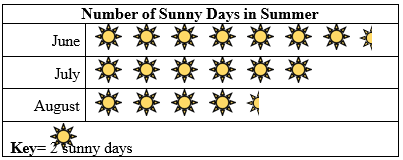 Number of Sunny Days in Summer
June
July
August
Key= 2 sunny days